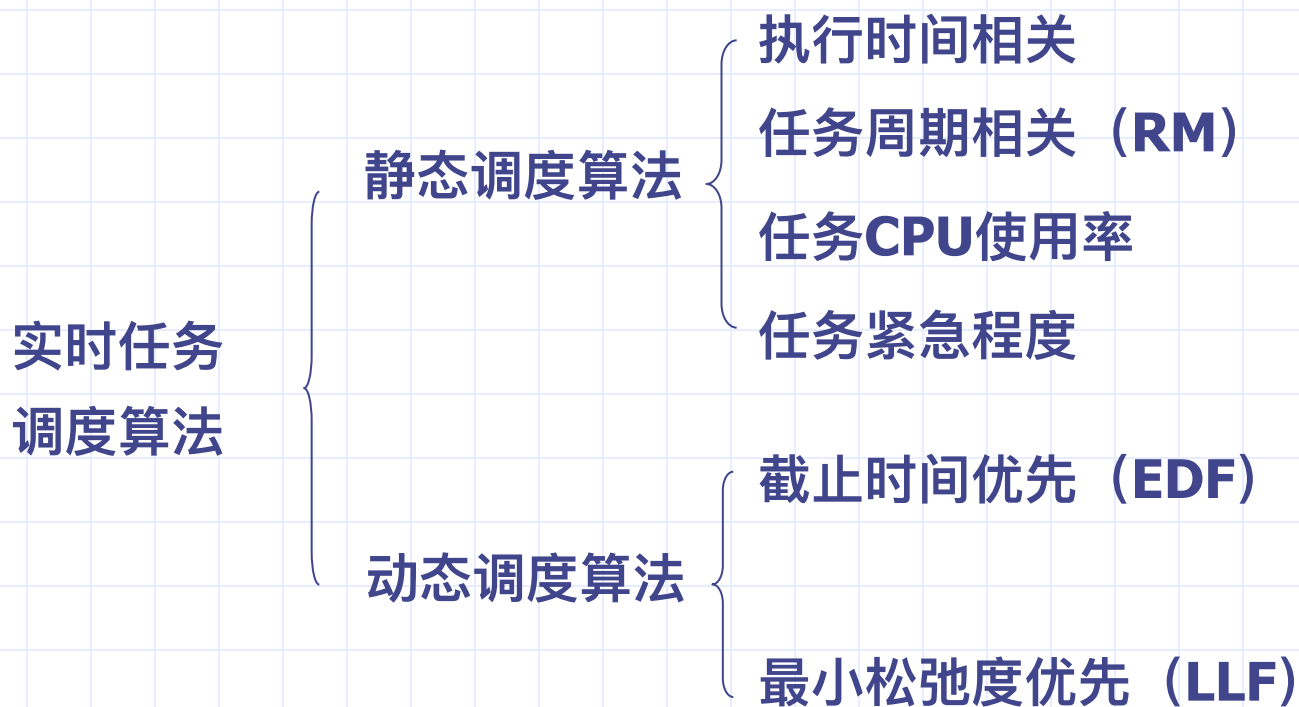 实时任务
调度算法
静态调度算法
执行时间相关
任务周期相关（RM）
任务CPU使用率
任务紧急程度
动态调度算法
截止时间优先（EDF）
最小松弛度优先（LLF）